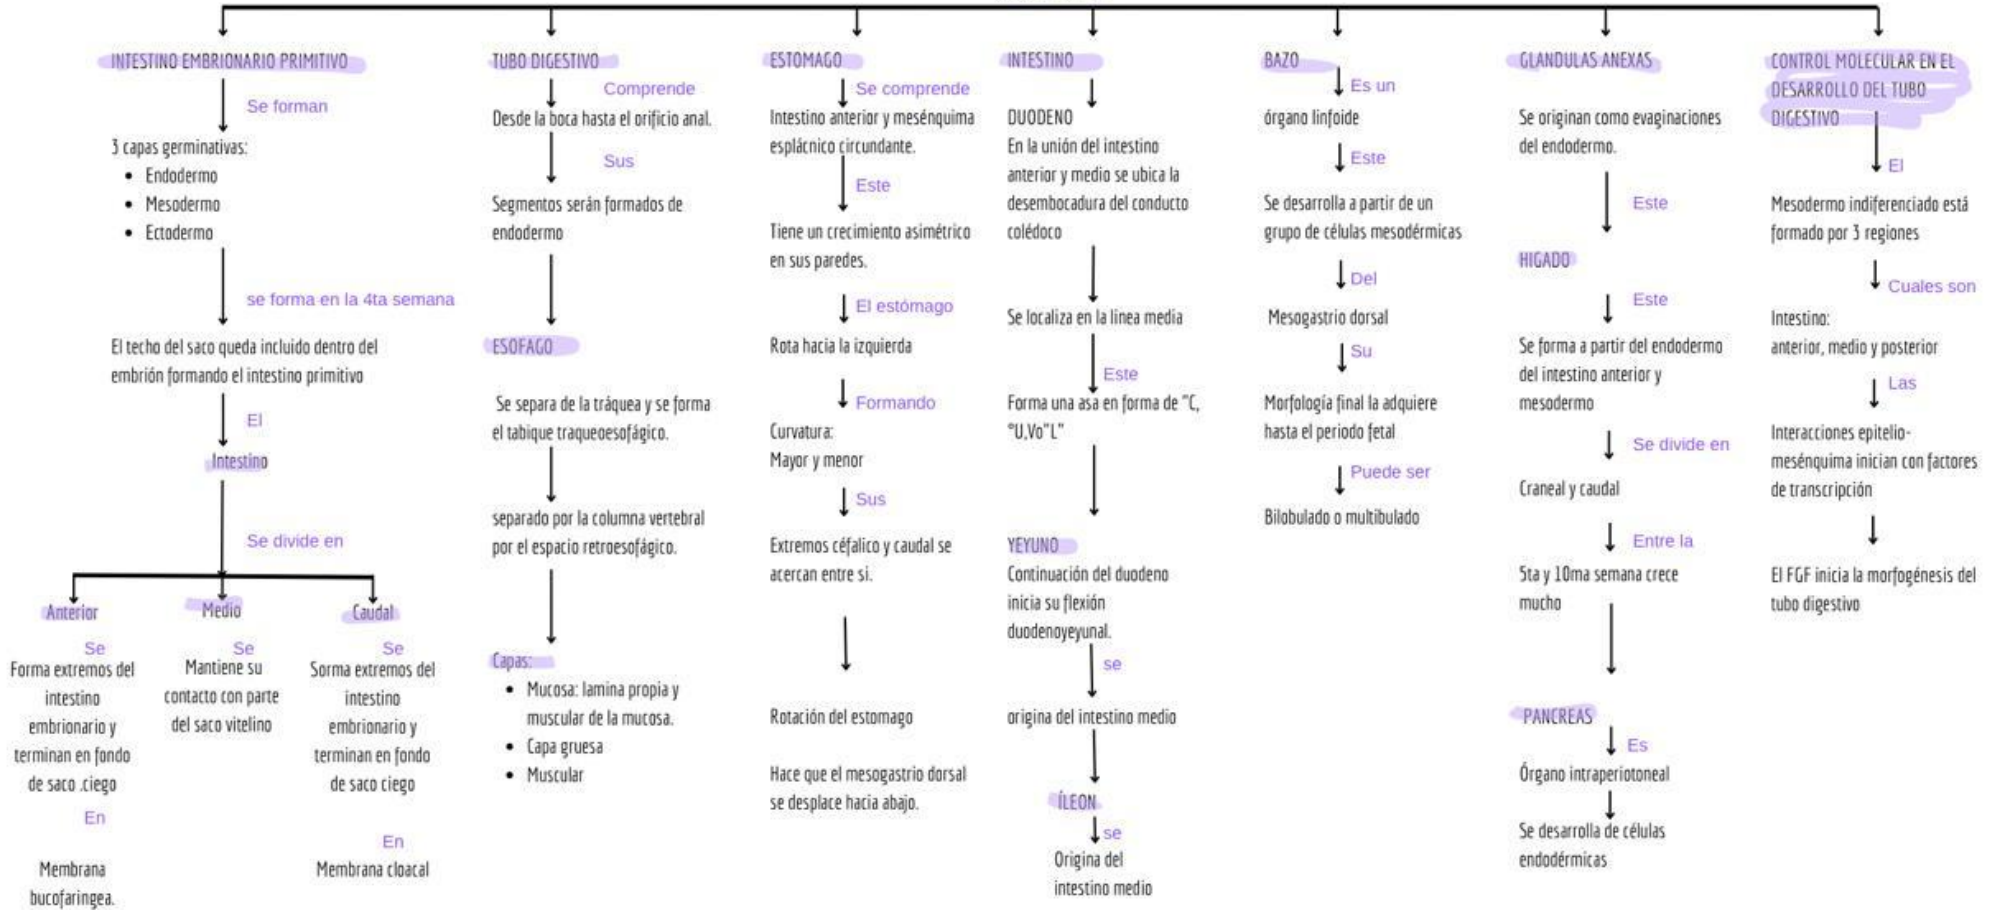 INTESTINO EMBRIONARIO PRIMITIVO
Se forman
3 capas germinativas:
• Endodermo
• Mesodermo
• Ectodermo
se forma en la 4ta semana
El techo del saco queda incluido dentro del
embrión formando el intestino primitivo
El
Intestino
Se divide en
Anterior
Se
Forma extremos del
intestino
embrionario y
terminan en fondo
de saco .ciego
En
Membrana
bucofaringea.
Medio
Se
Mantiene su
contacto con parte
del saco vitelino
Caudal
Se
Sorma extremos del
intestino
embrionario y
terminan en fondo
de saco ciego
En
Membrana cloacal
TUBO DIGESTIVO
Comprende
Desde la boca hasta el orificio anal.
Sus
Segmentos serán formados de
endodermo
ESOFAGO
Se separa de la tráquea y se forma
el tabique traqueoesofágico.
separado por la columna vertebral
por el espacio retroesofágico.
Capas:
• Mucosa: lamina propia y
muscular de la mucosa.
• Capa gruesa
• Muscular
ESTOMAGO
Se comprende
Intestino anterior y mesénquima
esplácnico circundante.
Este
Tiene un crecimiento asimétrico
en sus paredes.
El estómago
Rota hacia la izquierda
Formando
Curvatura:
Mayor y menor
Sus
Extremos céfalico y caudal se
acercan entre si.
Rotación del estomago
Hace que el mesogastrio dorsal
se desplace hacia abajo.
INTESTINO
DUODENO
En la unión del intestino
anterior y medio se ubica la
desembocadura del conducto
colédoco
Se localiza en la linea media
Este
Forma una asa en forma de "C,
°U,Vo"L"
YEYUNO
Continuación del duodeno
inicia su flexión
duodenoyeyunal.
se
origina del intestino medio
ÍLEON
se
Origina del
intestino medio
BAZO
Es un
órgano linfoide
Este
Se desarrolla a partir de un
grupo de células mesodérmicas
Del
Mesogastrio dorsal
Su
Morfología final la adquiere
hasta el periodo fetal
Puede ser
Bilobulado o multibulado
GLANDULAS ANEXAS
Se originan como evaginaciones
del endodermo.
Este
HIGADO
Este
Se forma a partir del endodermo
del intestino anterior y
mesodermo
Se divide en
Craneal y caudal
Entre la
5ta y 10ma semana crece
mucho
PANCREAS
Es
Órgano intraperiotoneal
Se desarrolla de células
endodérmicas
CONTROL MOLECULAR EN EL
DESARROLLO DEL TUBO
DIGESTIVO
El
Mesodermo indiferenciado está
formado por 3 regiones
Cuales son
Intestino:
anterior, medio y posterior
Las
Interacciones epitelio-
mesénquima inician con factores
de transcripción
El FGF inicia la morfogénesis del
tubo digestivo